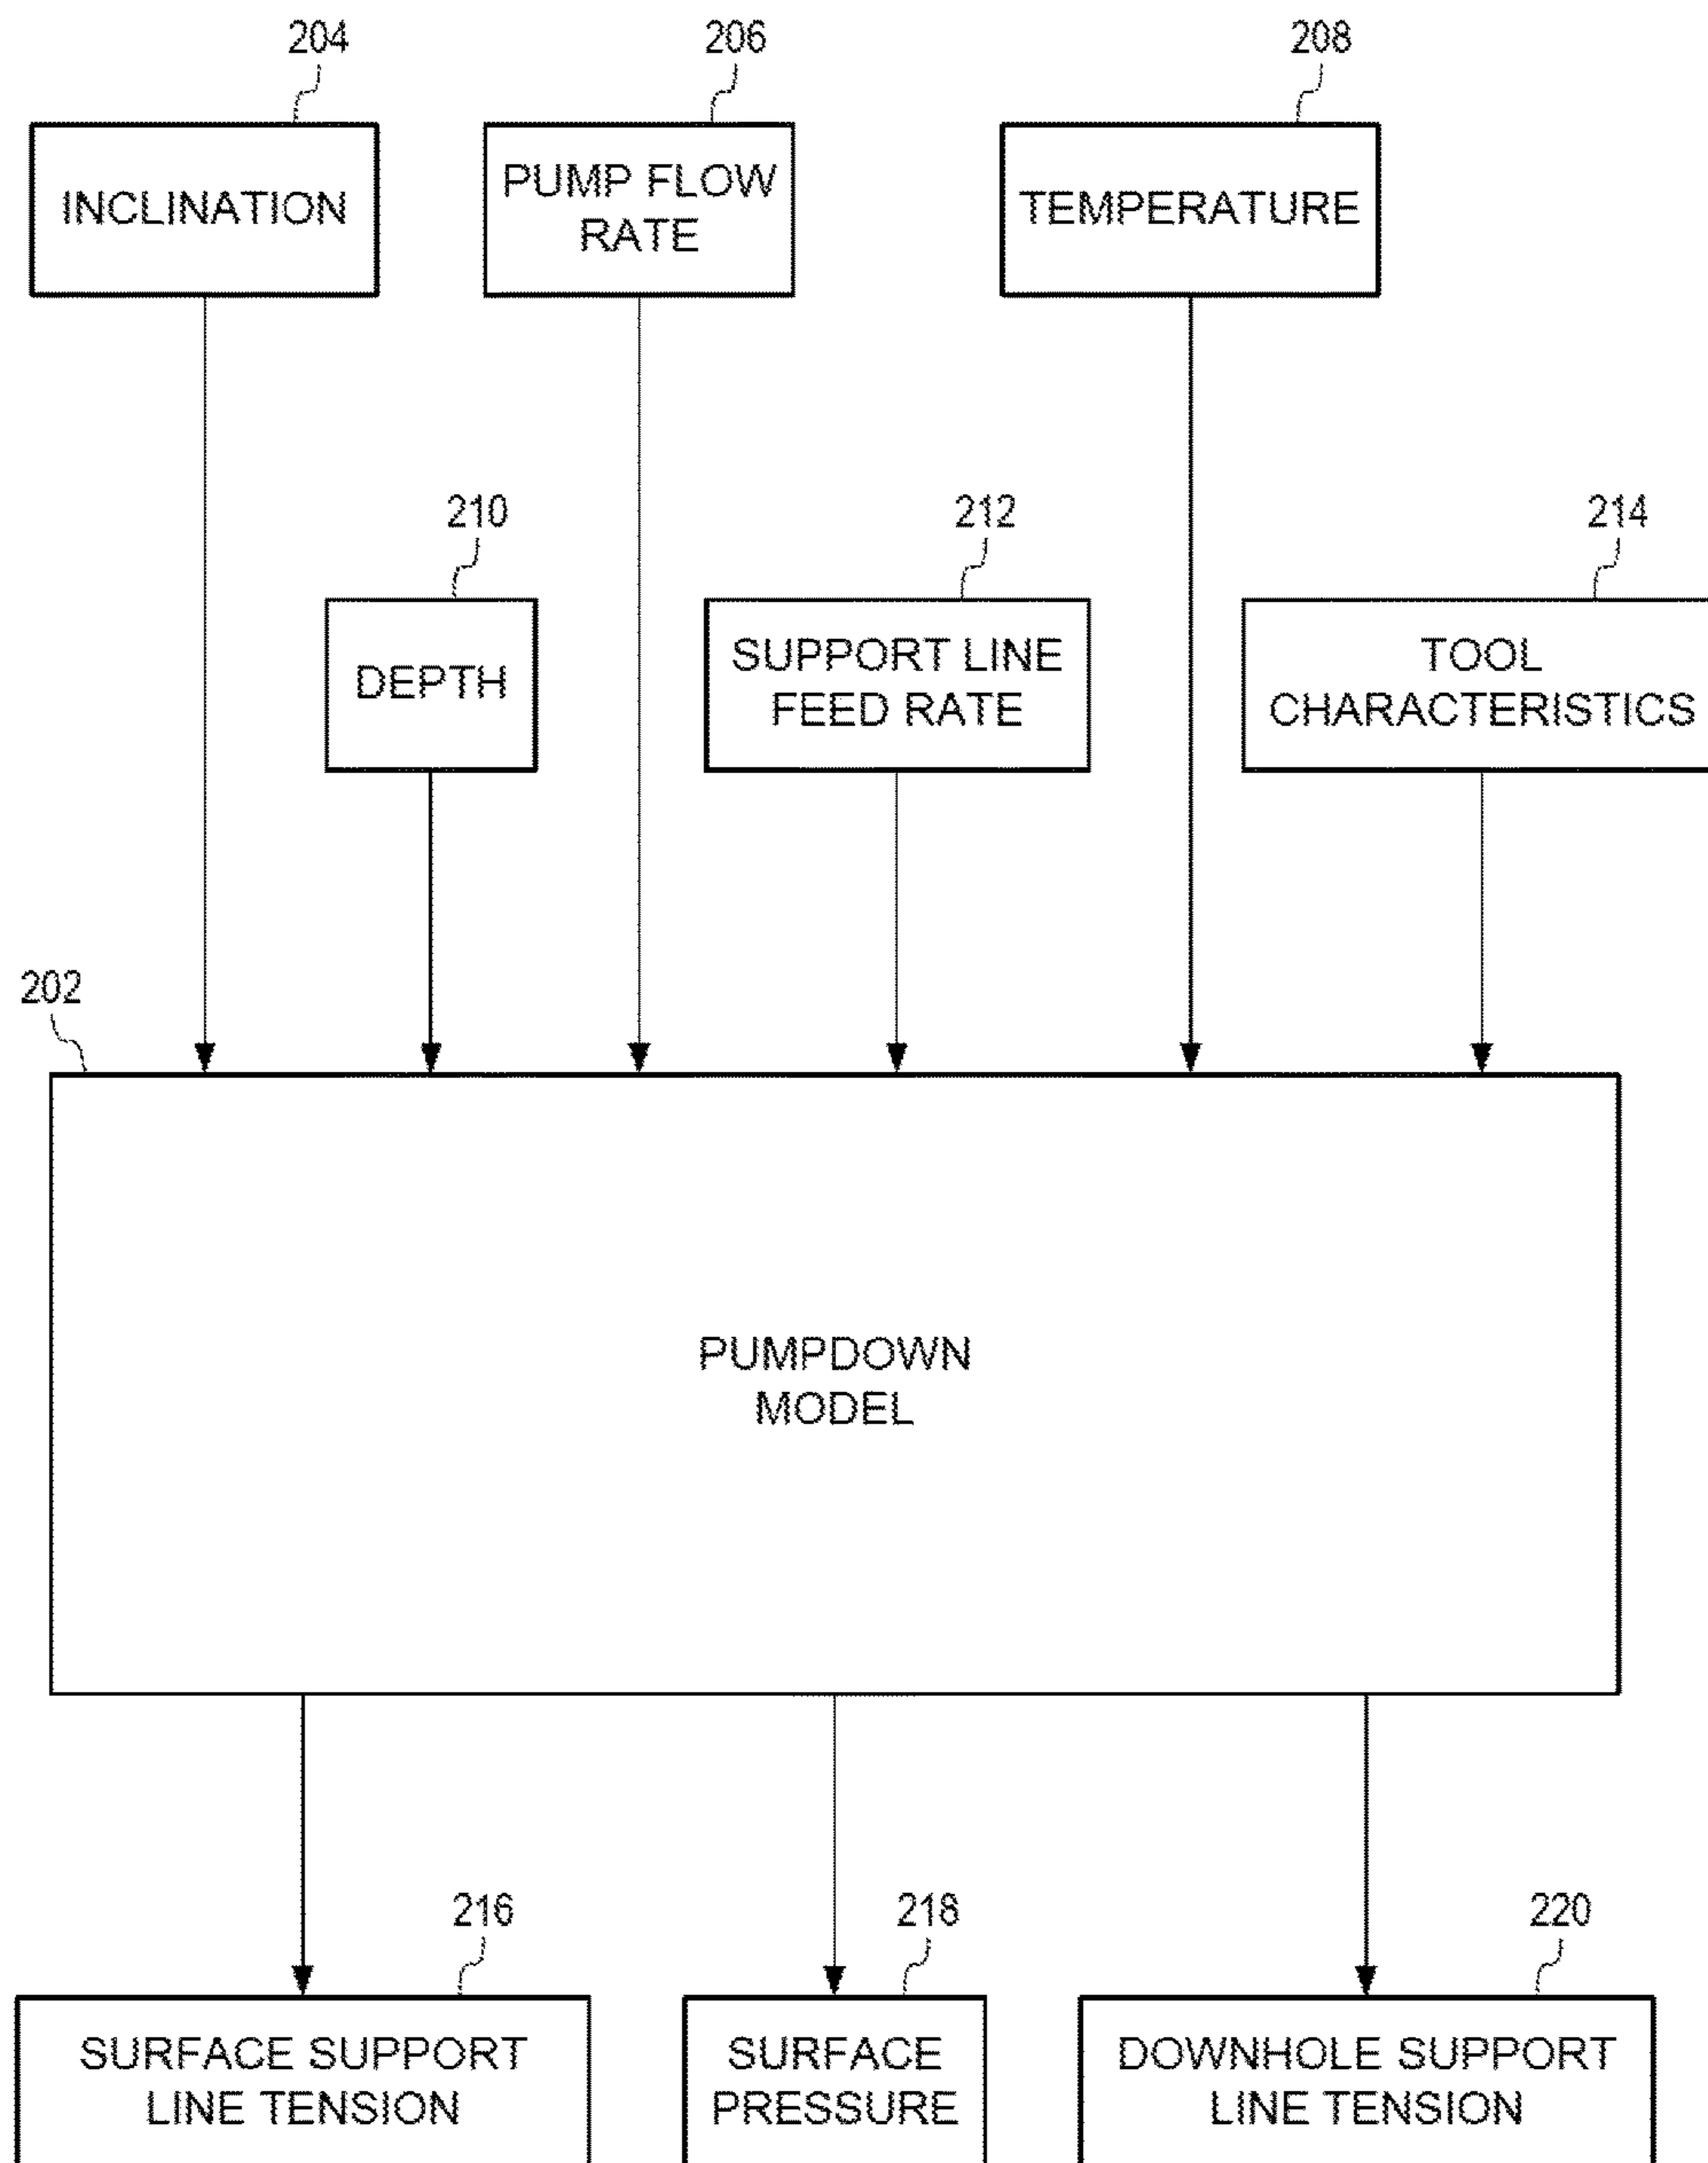 204
206
208
INCLINATION
PUMP FLOW
RATE
TEMPERATURE
210
212
214
DEPTH
SUPPORT LINE
FEED RATE
TOOL
CHARACTERISTICS
202
PUMPDOWN
MODEL
216
218
220
SURFACE SUPPORT
LINE TENSION
SURFACE
PRESSURE
DOWNHOLE SUPPORT
LINE TENSION